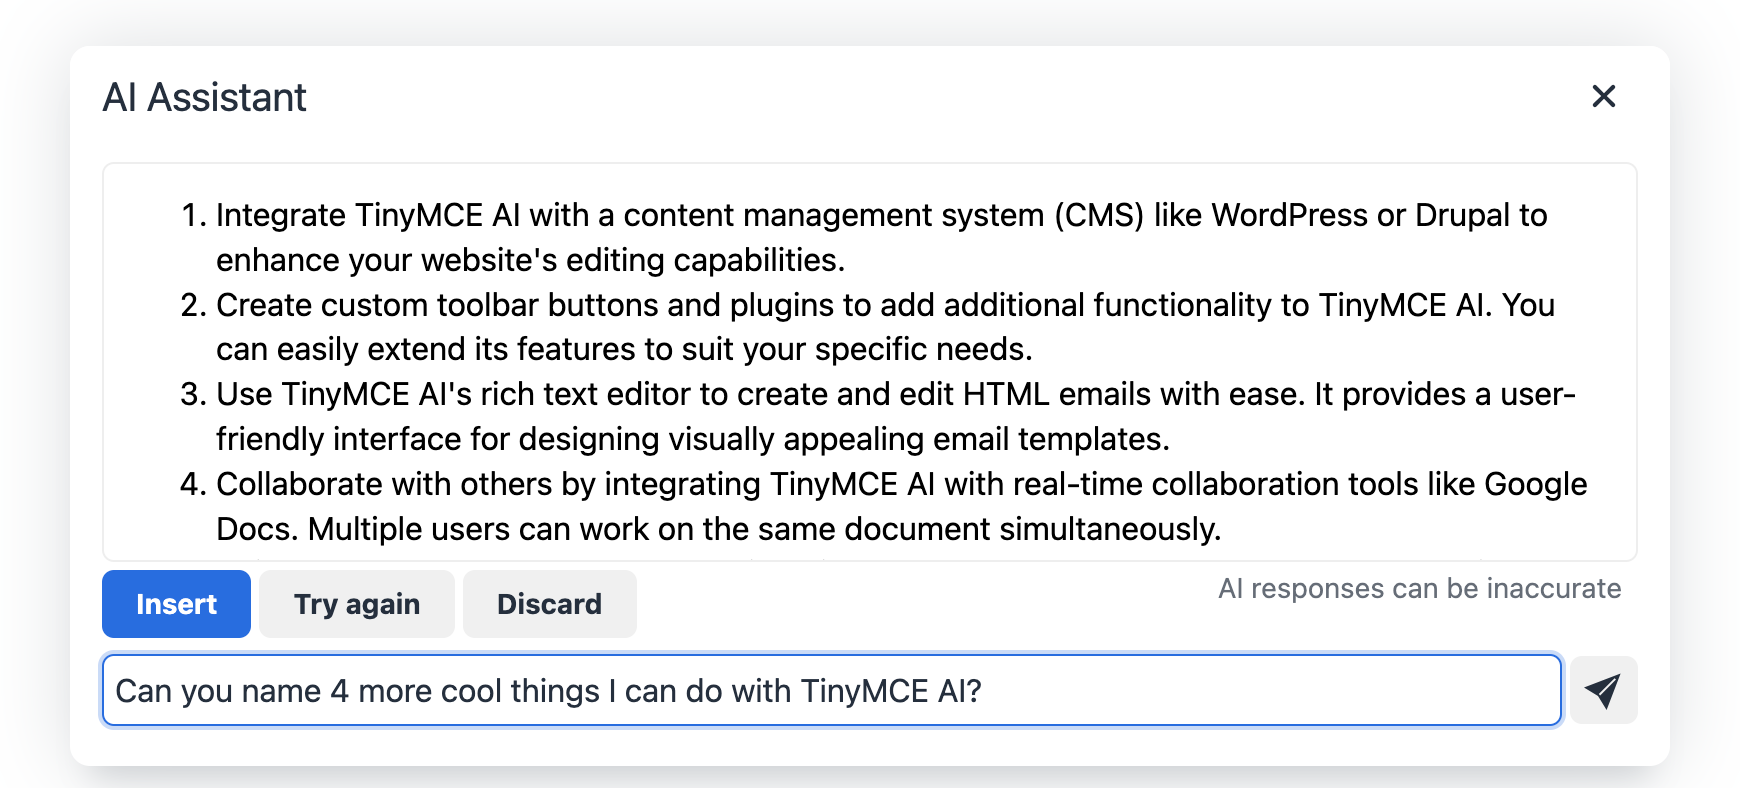 AI Assistant
1. Integrate TinyMCE AI with a content management system (CMS) like WordPress or Drupal to
enhance your website's editing capabilities.
2. Create custom toolbar buttons and plugins to add additional functionality to TinyMCE AI. You
can easily extend its features to suit your specific needs.
3. Use TinyMCE AI's rich text editor to create and edit HTML emails with ease. It provides a user-
friendly interface for designing visually appealing email templates.
4. Collaborate with others by integrating TinyMCE AI with real-time collaboration tools like Google
Docs. Multiple users can work on the same document simultaneously.
Insert Try again Discard
AI responses can be inaccurate
Can you name 4 more cool things I can do with TinyMCE AI?